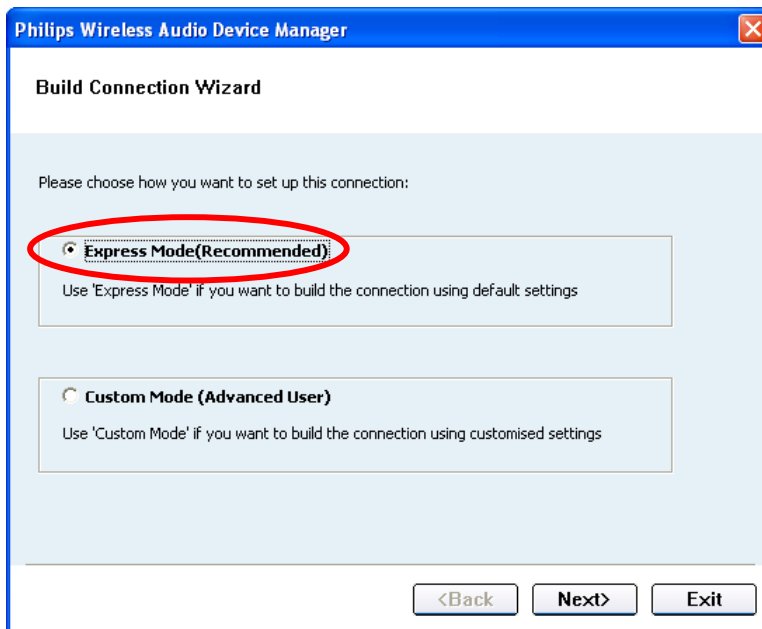 Philips Wireless Audio Device Manager
Build Connection Wizard
Please choose how you want to set up this connection:
Express Mode(Recommended)
Use 'Express Mode' if you want to build the connection using default settings
Custom Mode (Advanced User)
Use 'Custom Mode' if you want to build the connection using customised settings
<Back Next> Exit